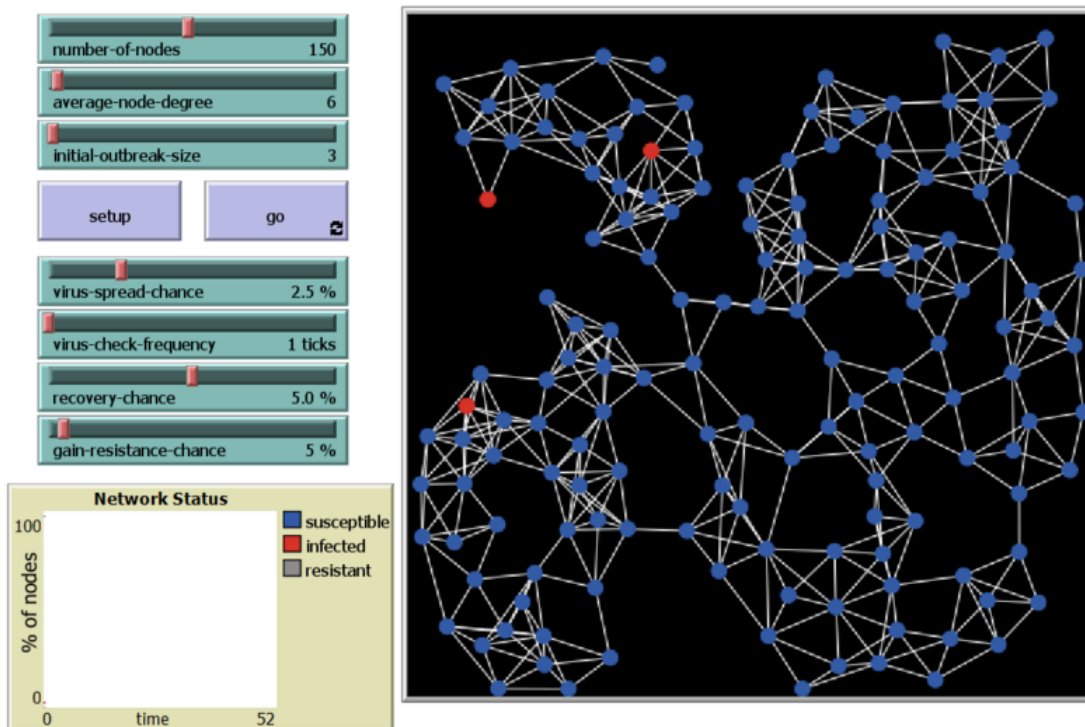 number-of-nodes 150
average-node-degree 6
initial-outbreak-size 3
setup go
virus-spread-chance 2.5 %
virus-check-frequency 1 ticks
recovery-chance 5.0 %
gain-resistance-chance 5 %
Network Status
% of nodes
100
0
0 time 52
susceptible
infected
resistant